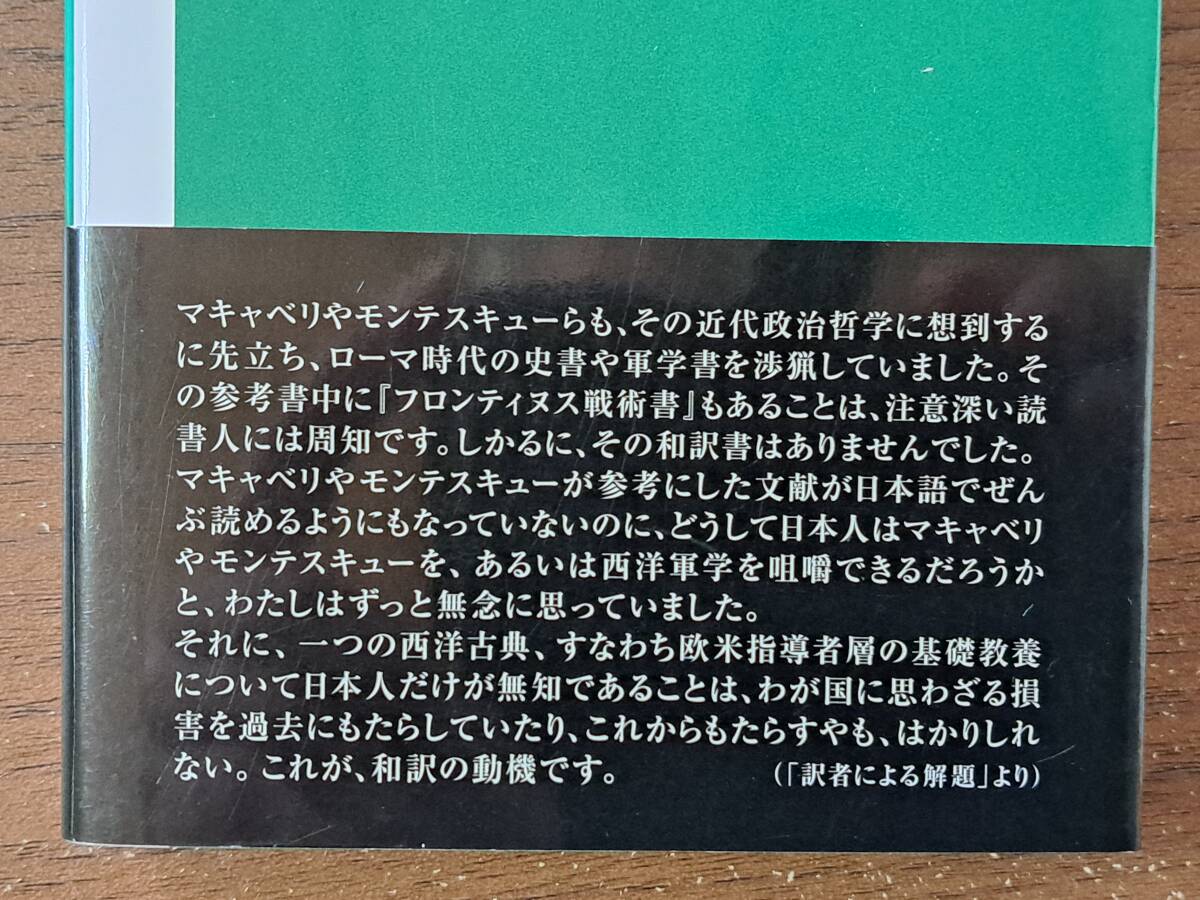 マキャベリやモンテスキューらも、その近代政治哲学に想到する
に先立ち、ローマ時代の史書や軍学書を渉猟していました。そ
の参考書中に『フロンティヌス戦術書』もあることは、注意深い読
書人には周知です。しかるに、その和訳書はありませんでした。
マキャベリやモンテスキューが参考にした文献が日本語でぜん
ぶ読めるようにもなっていないのに、どうして日本人はマキャベリ
やモンテスキューを、あるいは西洋軍学を咀嚼できるだろうか
と、わたしはずっと無念に思っていました。
それに、一つの西洋古典、すなわち欧米指導者層の基礎教養
について日本人だけが無知であることは、わが国に思わざる損
害を過去にもたらしていたり、これからもたらすやも、はかりしれ
ない。これが、和訳の動機です。 （「訳者による解題」より）